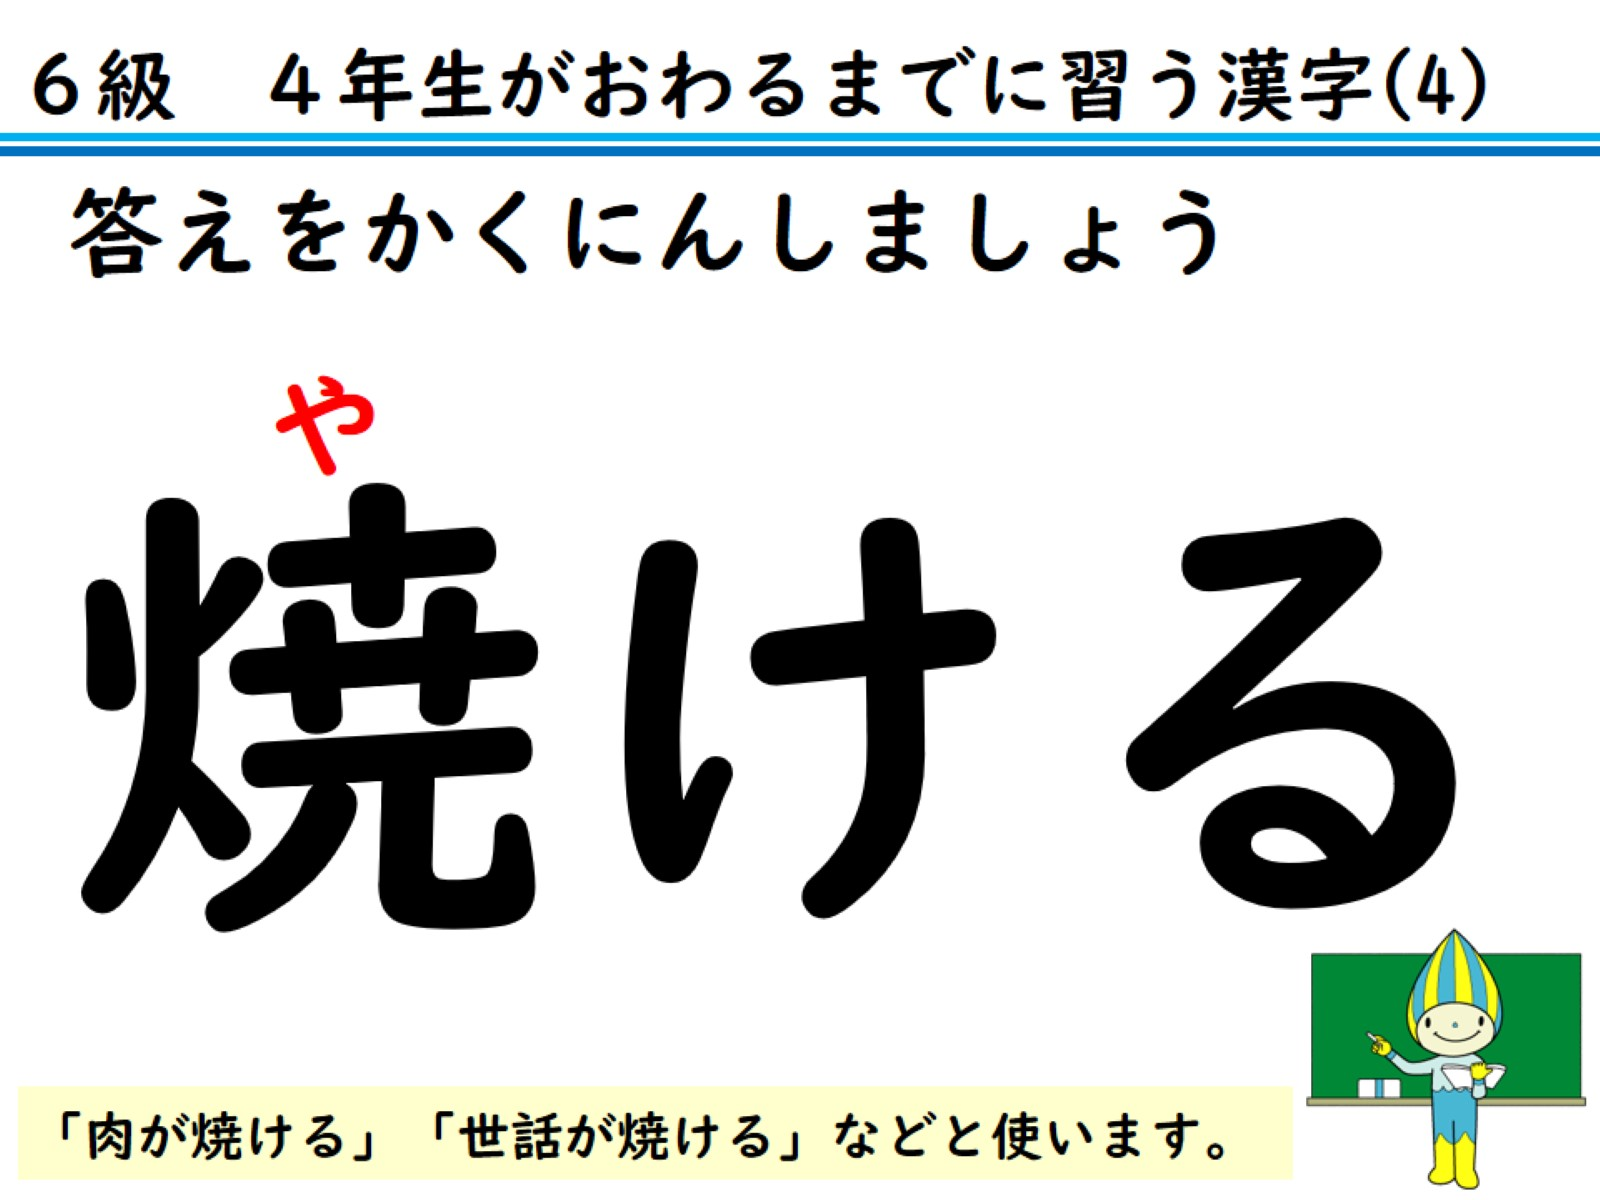 ６級　４年生がおわるまでに習う漢字(4)
答えをかくにんしましょう
や
焼ける
「肉が焼ける」「世話が焼ける」などと使います。